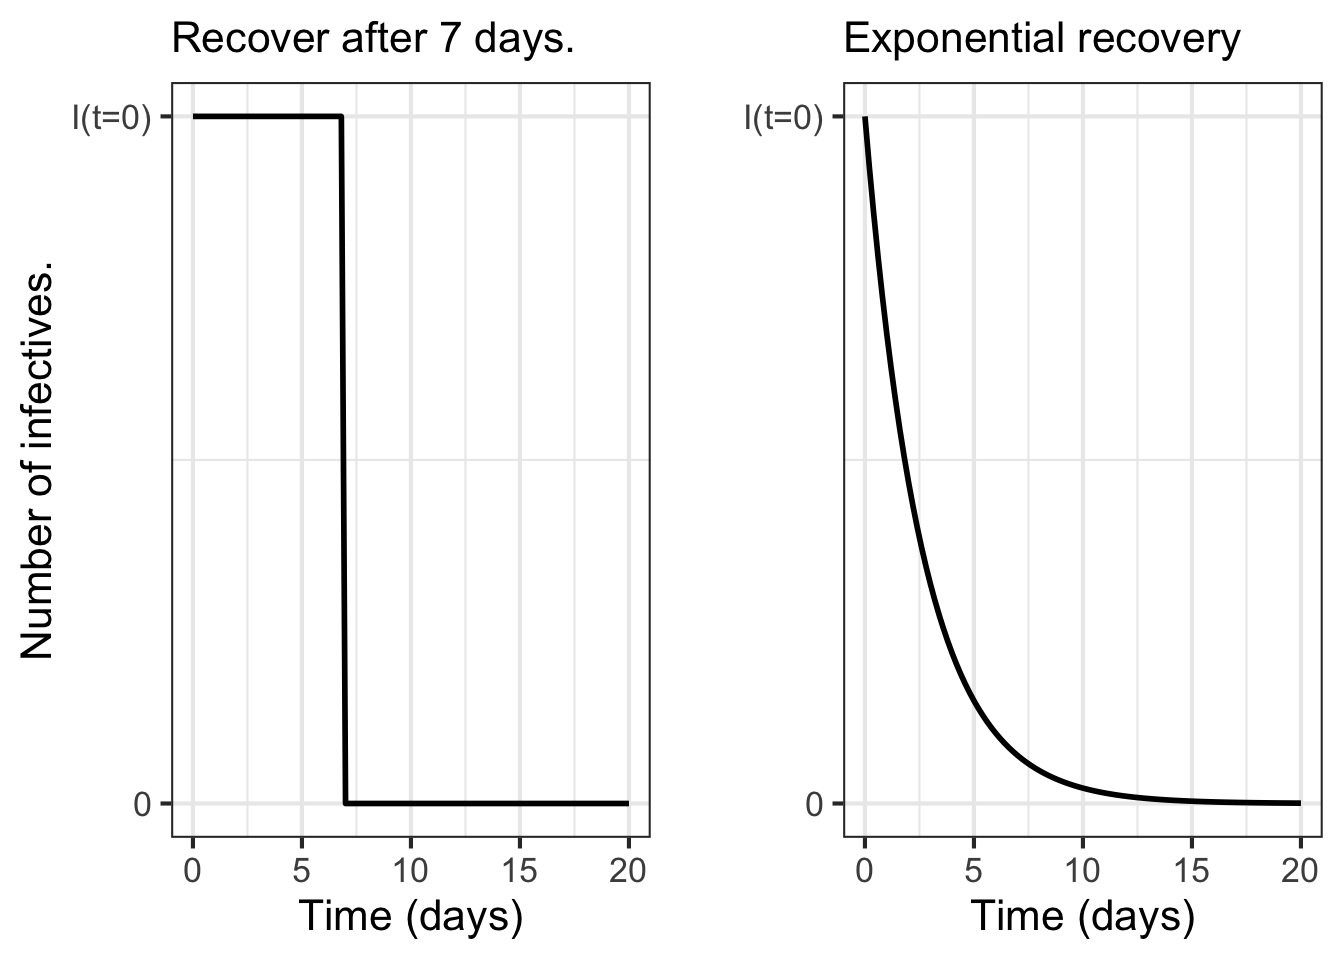 Recover after 7 days.
Exponential recovery
Number of infectives.
I(t=0)
0
0 5 10 15 20
Time (days)
I(t=0)
0
0 5 10 15 20
Time (days)